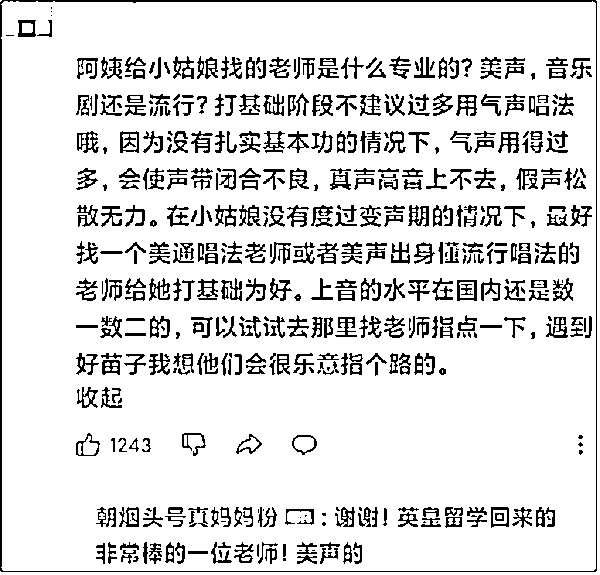 阿姨给小姑娘找的老师是什么专业的？美声，音乐
剧还是流行？打基础阶段不建议过多用气声唱法
哦，因为没有扎实基本功的情况下，气声用得过
多，会使声带闭合不良，真声高音上不去，假声松
散无力。在小姑娘没有度过变声期的情况下，最好
找一个美通唱法老师或者美声出身懂流行唱法的
老师给她打基础为好。上音的水平在国内还是数
一数二的，可以试试去那里找老师指点一下，遇到
好苗子我想他们会很乐意指个路的。
收起
1243
朝烟头号真妈妈粉：谢谢！英皇留学回来的
非常棒的一位老师！美声的